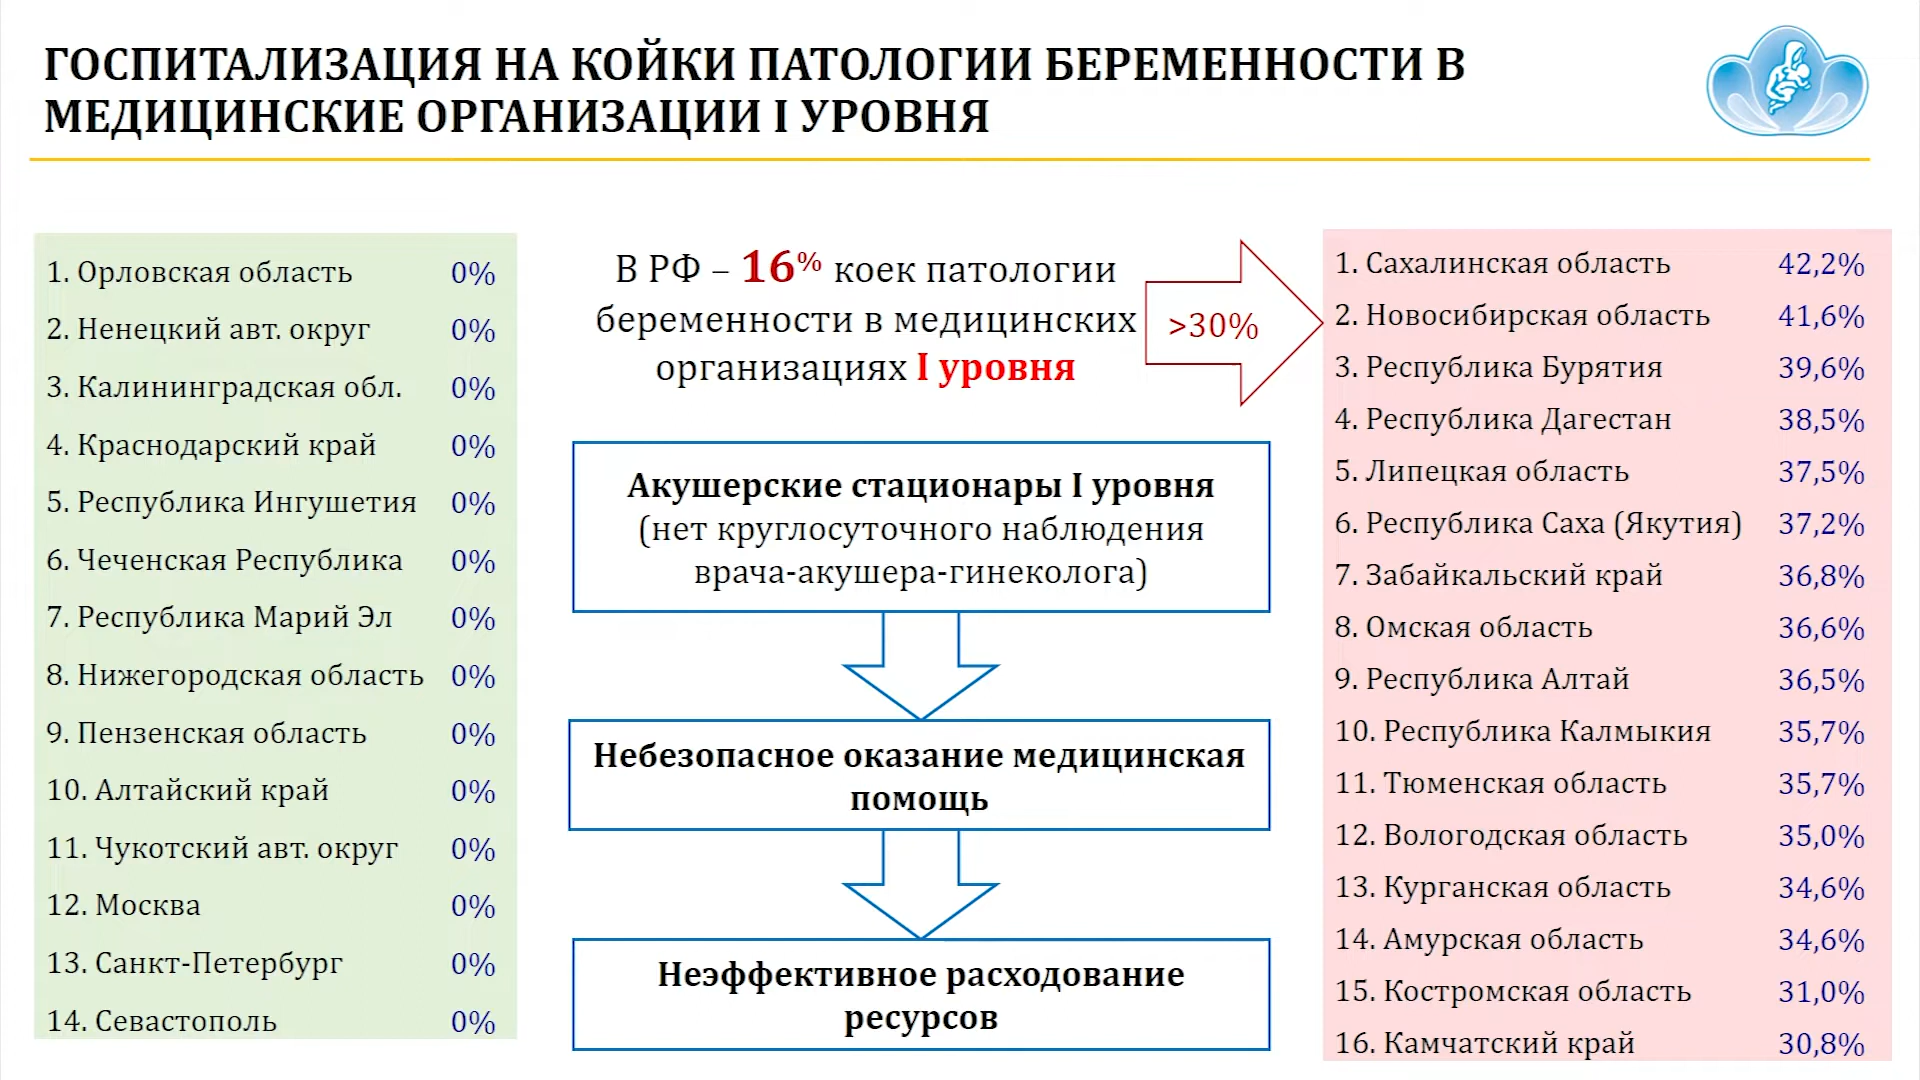 ГОСПИТАЛИЗАЦИЯ НА КОЙКИ ПАТОЛОГИИ БЕРЕМЕННОСТИ В
МЕДИЦИНСКИЕ ОРГАНИЗАЦИИ I УРОВНЯ
1. Орловская область 0%
2. Ненецкий авт. округ 0%
3. Калининградская обл. 0%
4. Краснодарский край 0%
5. Республика Ингушетия 0%
6. Чеченская Республика 0%
7. Республика Марий Эл 0%
8. Нижегородская область 0%
9. Пензенская область 0%
10. Алтайский край 0%
11. Чукотский авт. округ 0%
12. Москва 0%
13. Санкт-Петербург 0%
14. Севастополь 0%
В РФ – 16% коек патологии
беременности в медицинских
организациях I уровня
>30%
Акушерские стационары I уровня
(нет круглосуточного наблюдения
врача-акушера-гинеколога)
Небезопасное оказание медицинская
помощь
Неэффективное расходование
ресурсов
1. Сахалинская область 42,2%
2. Новосибирская область 41,6%
3. Республика Бурятия 39,6%
4. Республика Дагестан 38,5%
5. Липецкая область 37,5%
6. Республика Саха (Якутия) 37,2%
7. Забайкальский край 36,8%
8. Омская область 36,6%
9. Республика Алтай 36,5%
10. Республика Калмыкия 35,7%
11. Тюменская область 35,7%
12. Вологодская область 35,0%
13. Курганская область 34,6%
14. Амурская область 34,6%
15. Костромская область 31,0%
16. Камчатский край 30,8%